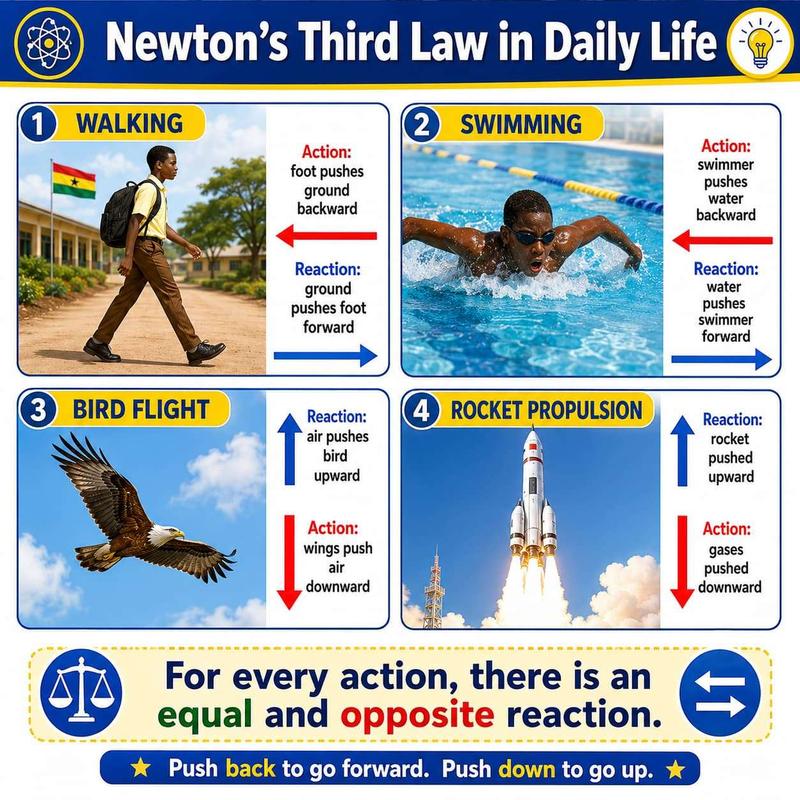 Newton's Third Law in Daily Life
1 WALKING
Action:
foot pushes
ground
backward
Reaction:
ground
pushes foot
forward
2 SWIMMING
Action:
swimmer
pushes
water
backward
Reaction:
water
pushes
swimmer
forward
3 BIRD FLIGHT
Reaction:
air pushes
bird
upward
Action:
wings push
air
downward
4 ROCKET PROPULSION
Reaction:
rocket
pushed
upward
Action:
gases
pushed
downward
For every action, there is an
equal and opposite reaction.
Push back to go forward. Push down to go up.